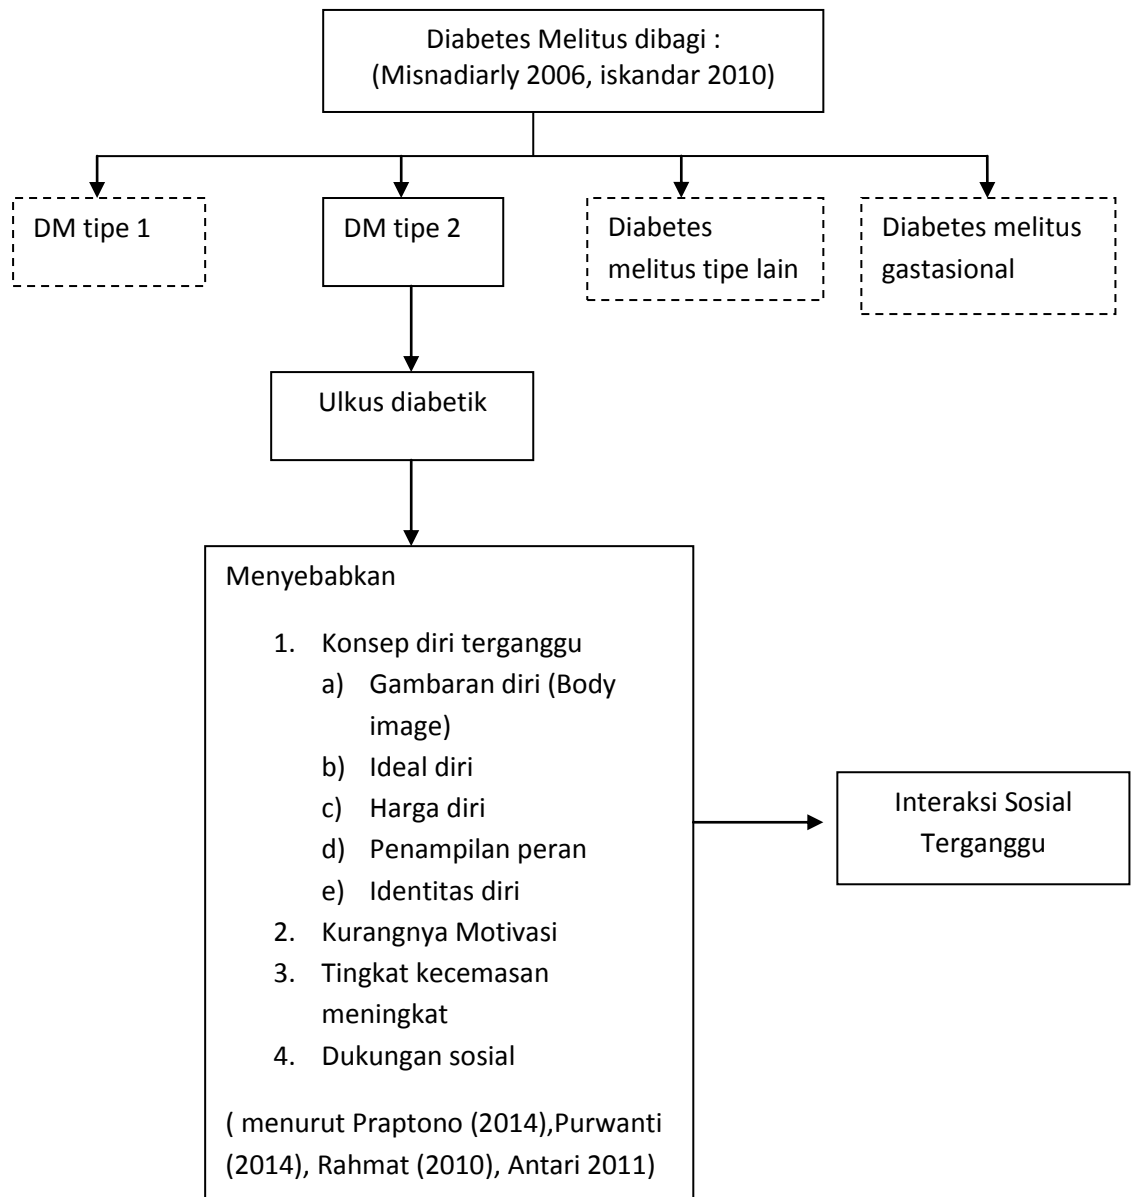 Diabetes Melitus dibagi :
(Misnadiarly 2006, iskandar 2010)
DM tipe 1
DM tipe 2
Diabetes
melitus tipe lain
Diabetes melitus
gastasional
Ulkus diabetik
Menyebabkan
1. Konsep diri terganggu
a) Gambaran diri (Body
image)
b) Ideal diri
c) Harga diri
d) Penampilan peran
e) Identitas diri
2. Kurangnya Motivasi
3. Tingkat kecemasan
meningkat
4. Dukungan sosial
( menurut Praptono (2014),Purwanti
(2014), Rahmat (2010), Antari 2011)
Interaksi Sosial
Terganggu